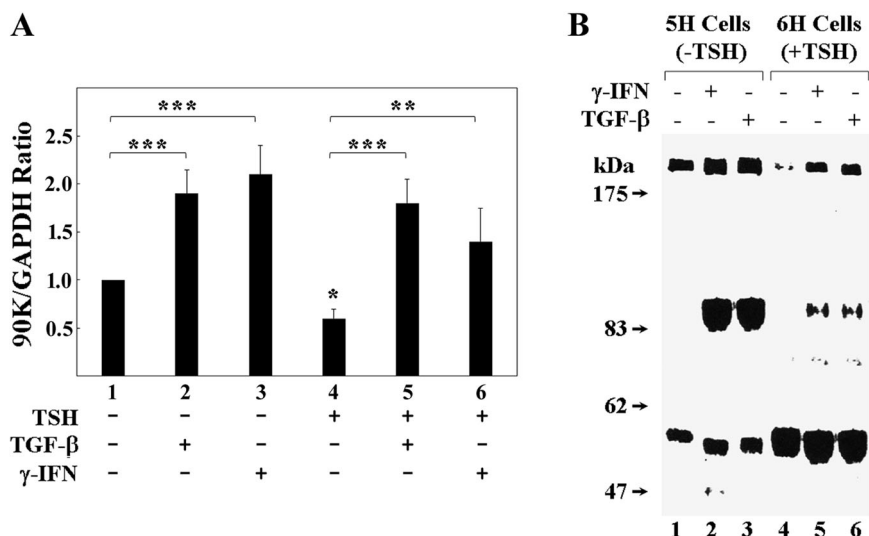 A
90K/GAPDH Ratio
2.5
2.0
1.5
1.0
0.5
***
***
**
***
*
1 2 3 4 5 6
TSH – – – + + +
TGF-β – + – – + –
γ-IFN – – + – – +
B
5H Cells 6H Cells
(-TSH) (+TSH)
γ-IFN - + - - + -
TGF-β - - + - - +
kDa
175→
83→
62→
47→
1 2 3 4 5 6